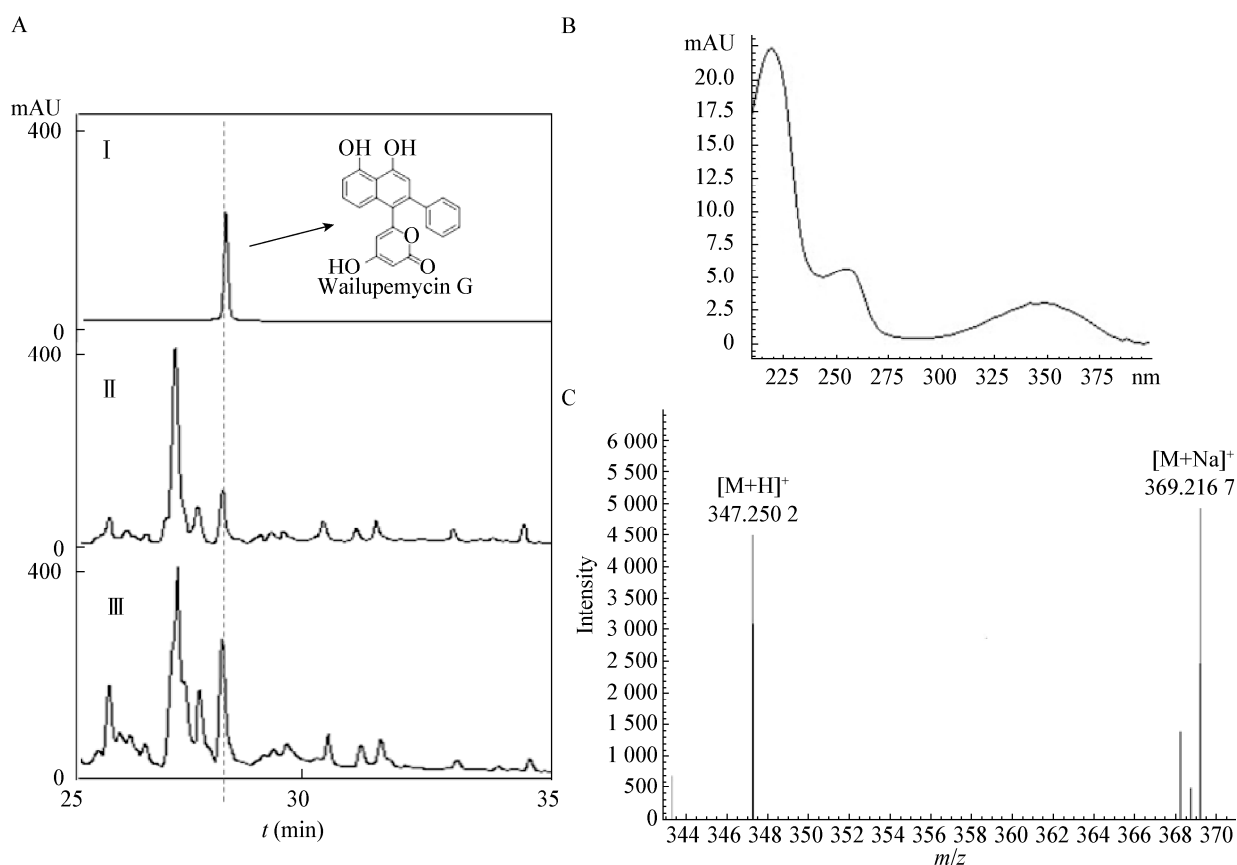 A
mAU
400
Ⅰ
OH OH
O
HO O
Wailupemycin G
0
400
Ⅱ
0
400
Ⅲ
0
25 30 35
t (min)
B
mAU
20.0
17.5
15.0
12.5
10.0
7.5
5.0
2.5
0
225 250 275 300 325 350 375 nm
C
6 000
5 500
5 000
4 500
4 000
3 500
3 000
2 500
2 000
1 500
1 000
500
0
Intensity
[M+H]+
347.250 2
[M+Na]+
369.216 7
344 346 348 350 352 354 356 358 360 362 364 366 368 370
m/z